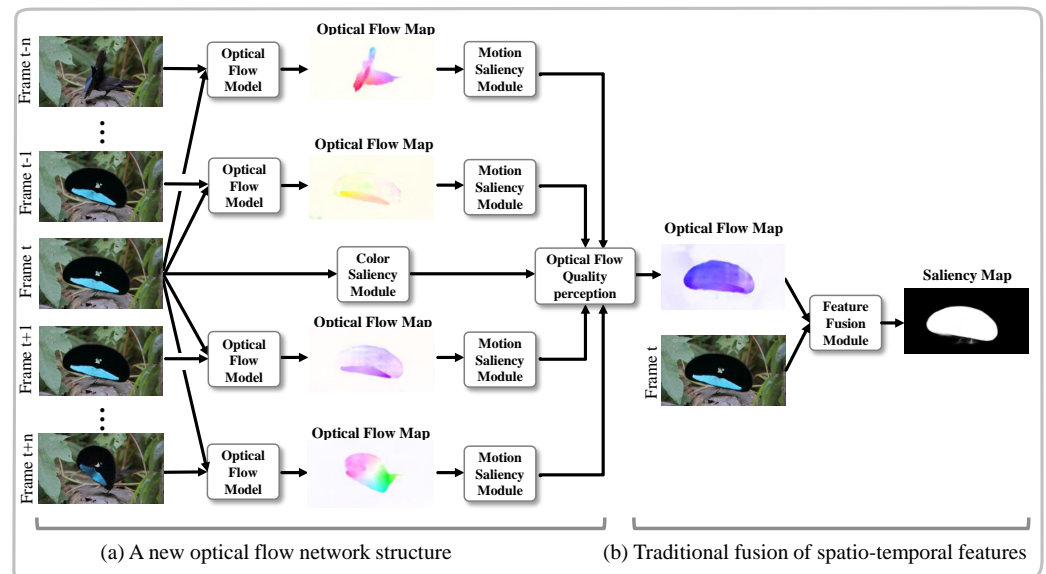 Frame t-n
Optical
Flow
Model
Optical Flow Map
Motion
Saliency
Module
Frame t-1
Optical
Flow
Model
Optical Flow Map
Motion
Saliency
Module
Frame t
Color
Saliency
Module
Optical Flow
Quality
perception
Optical Flow Map
Frame t
Feature
Fusion
Module
Saliency Map
Frame t+1
Optical
Flow
Model
Optical Flow Map
Motion
Saliency
Module
Frame t+n
Optical
Flow
Model
Optical Flow Map
Motion
Saliency
Module
(a) A new optical flow network structure
(b) Traditional fusion of spatio-temporal features